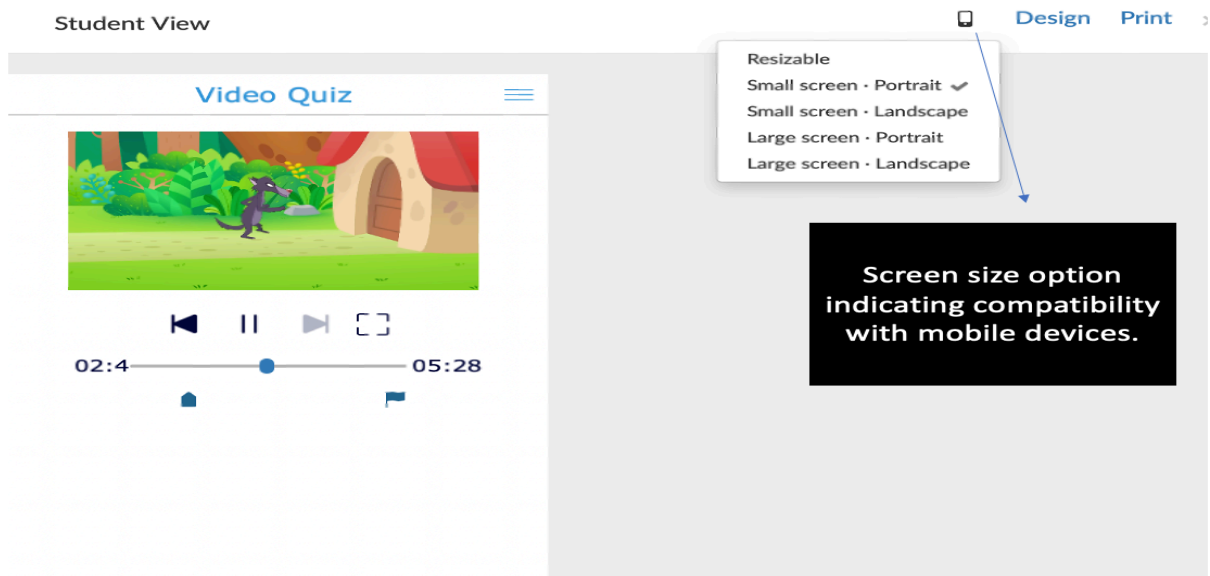 Student View
Design Print
Resizable
Small screen · Portrait
Small screen · Landscape
Large screen · Portrait
Large screen · Landscape
Video Quiz
02:4
05:28
Screen size option
indicating compatibility
with mobile devices.